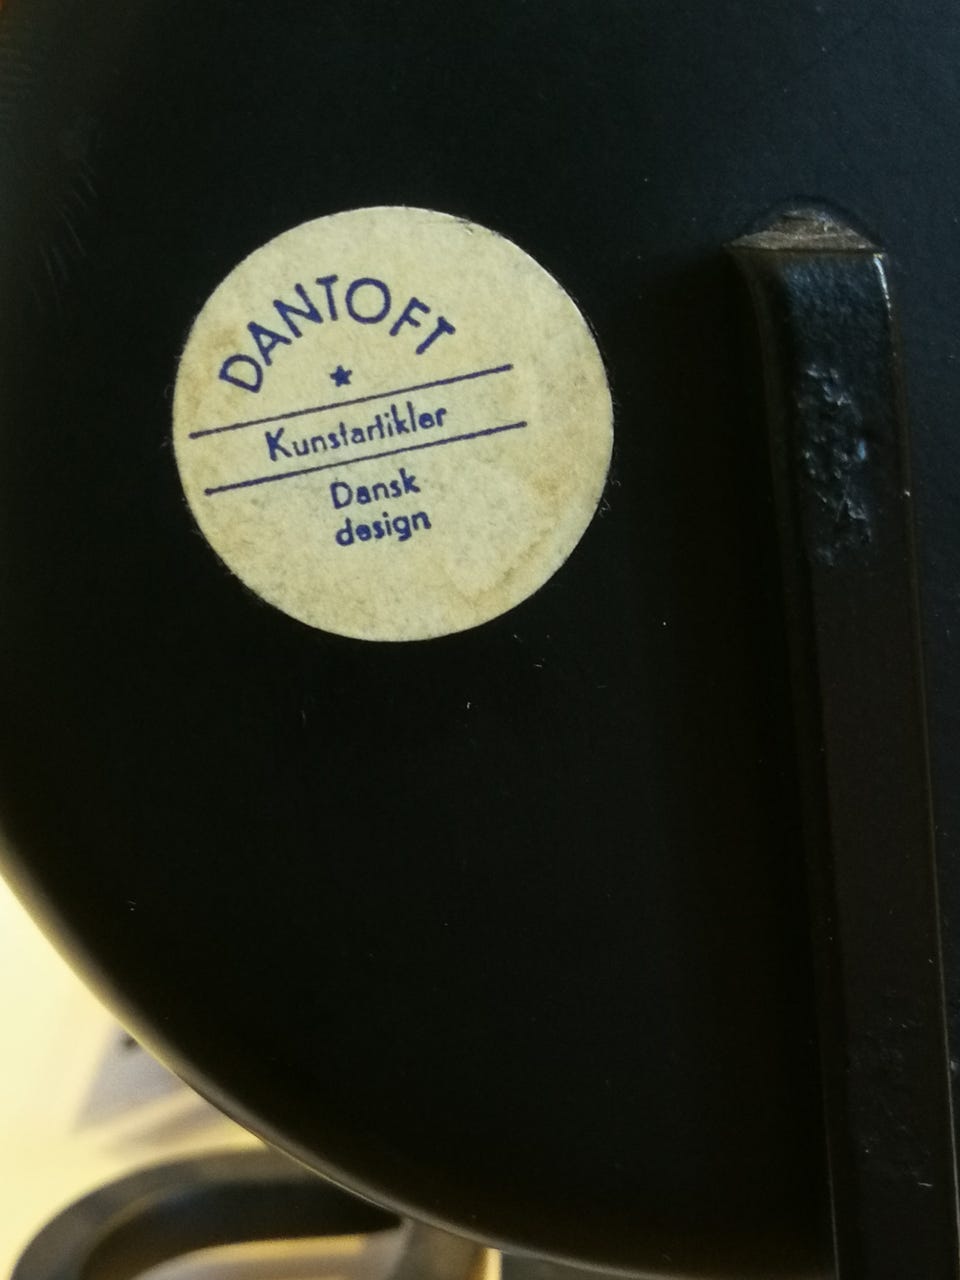 DANTOFT
Kunstartikler
Dansk
design